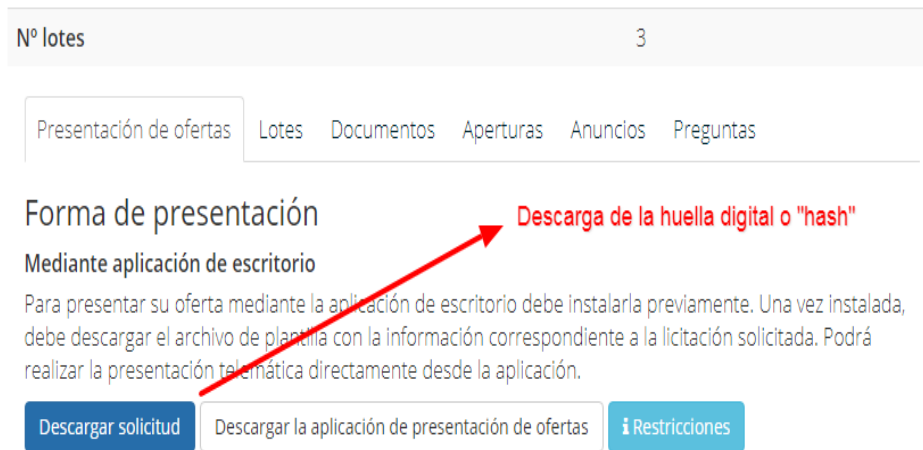 Nº lotes 3
Presentación de ofertas Lotes Documentos Aperturas Anuncios Preguntas
Forma de presentación
Descarga de la huella digital o "hash"
Mediante aplicación de escritorio
Para presentar su oferta mediante la aplicación de escritorio debe instalarla previamente. Una vez instalada,
debe descargar el archivo de plantilla con la información correspondiente a la licitación solicitada. Podrá
realizar la presentación telemática directamente desde la aplicación.
Descargar solicitud Descargar la aplicación de presentación de ofertas i Restricciones